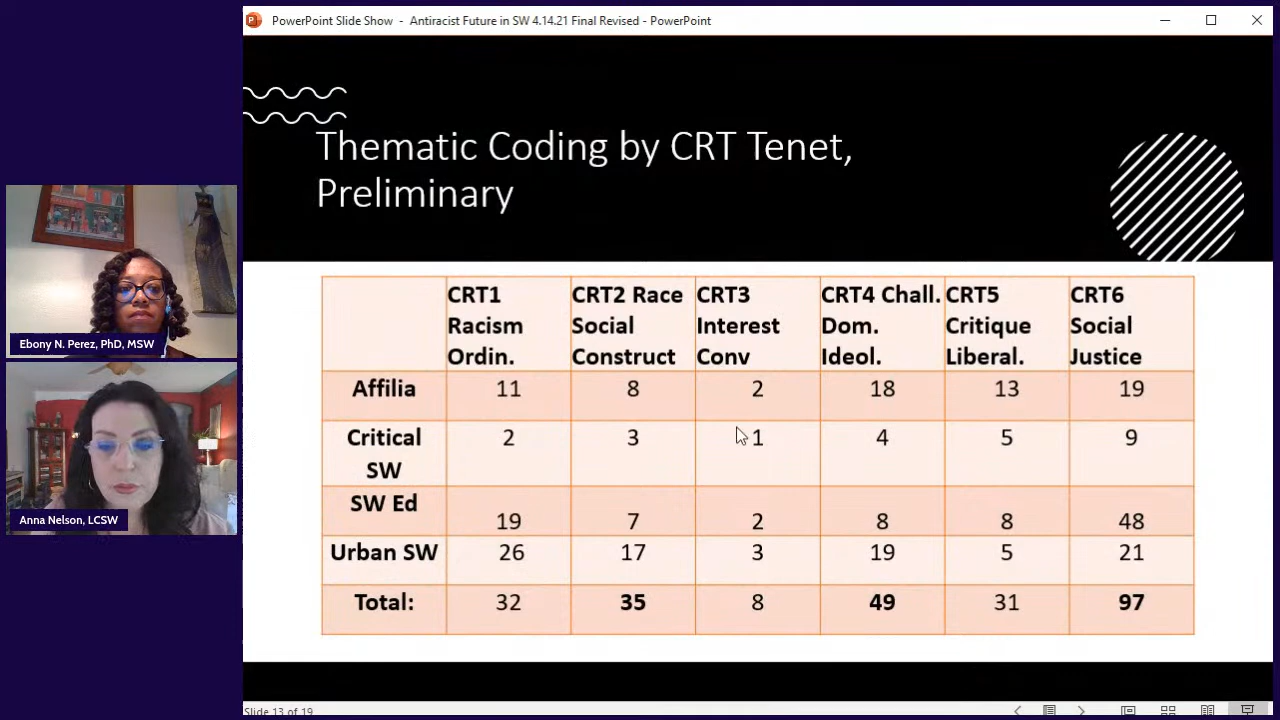 PowerPoint Slide Show - Antiracist Future in SW 4.14.21 Final Revised - PowerPoint
Thematic Coding by CRT Tenet,
Preliminary
CRT1 Racism Ordin.
CRT2 Race Social Construct
CRT3 Interest Conv
CRT4 Chall. Dom. Ideol.
CRT5 Critique Liberal.
CRT6 Social Justice
Affilia 11 8 2 18 13 19
Critical SW 2 3 1 4 5 9
SW Ed 19 7 2 8 8 48
Urban SW 26 17 3 19 5 21
Total: 32 35 8 49 31 97
Ebony N. Perez, PhD, MSW
Anna Nelson, LCSW
Slide 13 of 19